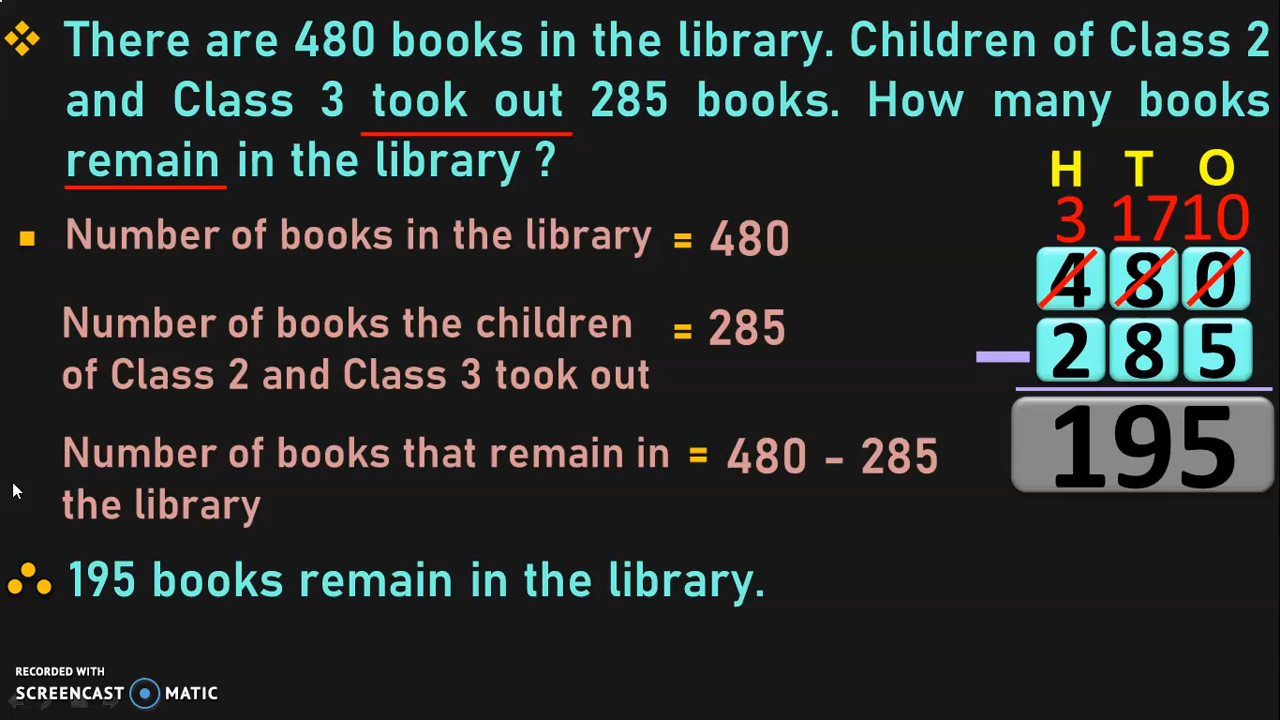 There are 480 books in the library. Children of Class 2
and Class 3 took out 285 books. How many books
remain in the library ?
H T O
3 17 10
4 8 0
– 2 8 5
195
Number of books in the library = 480
Number of books the children = 285
of Class 2 and Class 3 took out
Number of books that remain in = 480 - 285
the library
195 books remain in the library.
RECORDED WITH
SCREENCAST MATIC